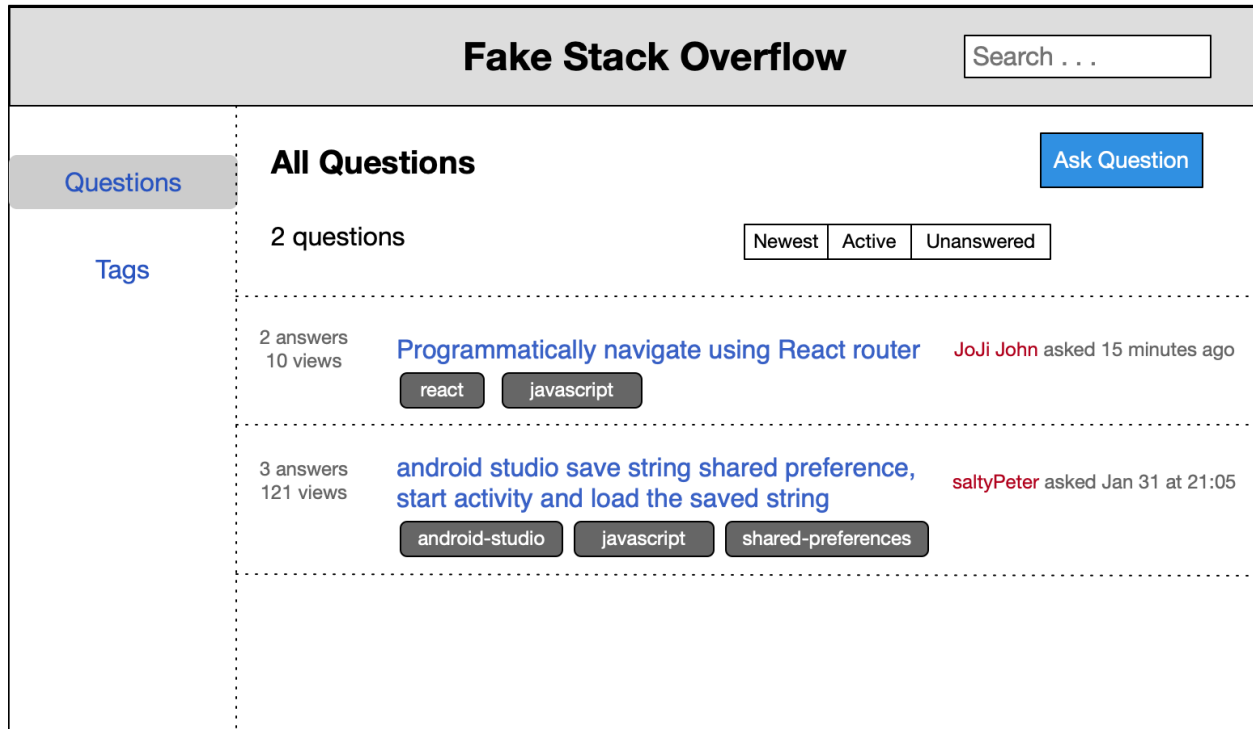 Fake Stack Overflow
Search . . .
Questions
Tags
All Questions
Ask Question
2 questions
Newest
Active
Unanswered
2 answers
10 views
Programmatically navigate using React router
react
javascript
JoJi John asked 15 minutes ago
3 answers
121 views
android studio save string shared preference,
start activity and load the saved string
android-studio
javascript
shared-preferences
saltyPeter asked Jan 31 at 21:05